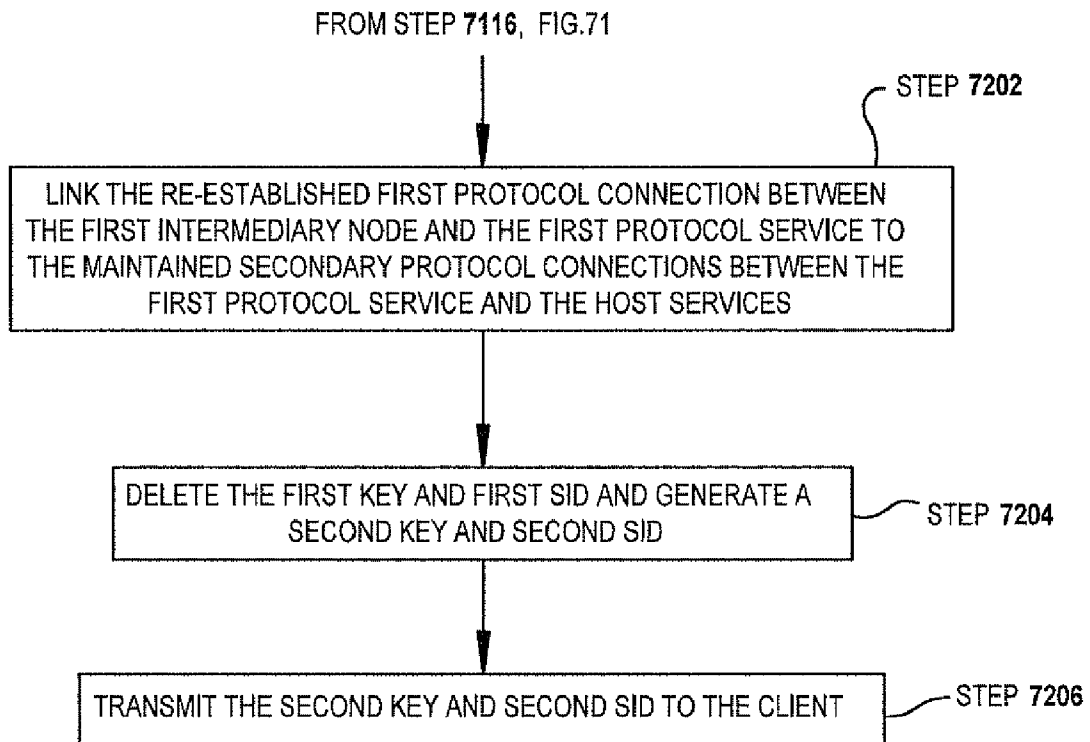 FROM STEP 7116, FIG.71
STEP 7202
LINK THE RE-ESTABLISHED FIRST PROTOCOL CONNECTION BETWEEN
THE FIRST INTERMEDIARY NODE AND THE FIRST PROTOCOL SERVICE TO
THE MAINTAINED SECONDARY PROTOCOL CONNECTIONS BETWEEN THE
FIRST PROTOCOL SERVICE AND THE HOST SERVICES
DELETE THE FIRST KEY AND FIRST SID AND GENERATE A
SECOND KEY AND SECOND SID
STEP 7204
TRANSMIT THE SECOND KEY AND SECOND SID TO THE CLIENT
STEP 7206